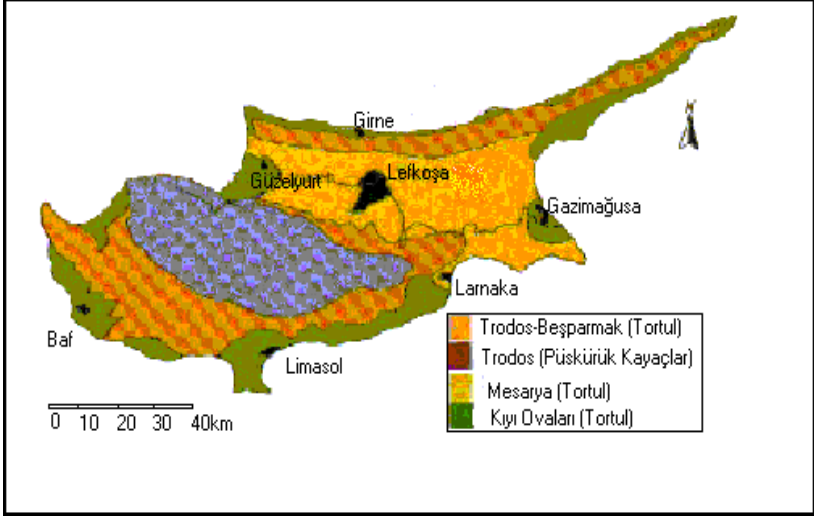 Girne
Güzelyurt
Lefkoşa
Gazimağusa
Larnaka
Baf
Limasol
Trodos-Beşparmak (Tortul)
Trodos (Püskürük Kayaçlar)
Mesarya (Tortul)
Kıyı Ovaları (Tortul)
0 10 20 30 40km